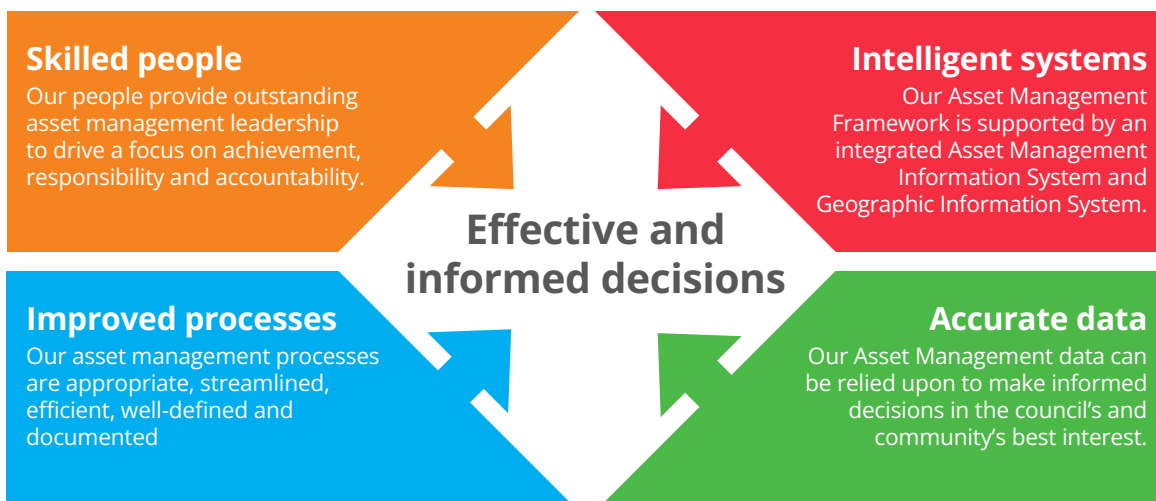 Skilled people
Our people provide outstanding
asset management leadership
to drive a focus on achievement,
responsibility and accountability.
Intelligent systems
Our Asset Management
Framework is supported by an
integrated Asset Management
Information System and
Geographic Information System.
Effective and
informed decisions
Improved processes
Our asset management processes
are appropriate, streamlined,
efficient, well-defined and
documented
Accurate data
Our Asset Management data can
be relied upon to make informed
decisions in the council’s and
community’s best interest.